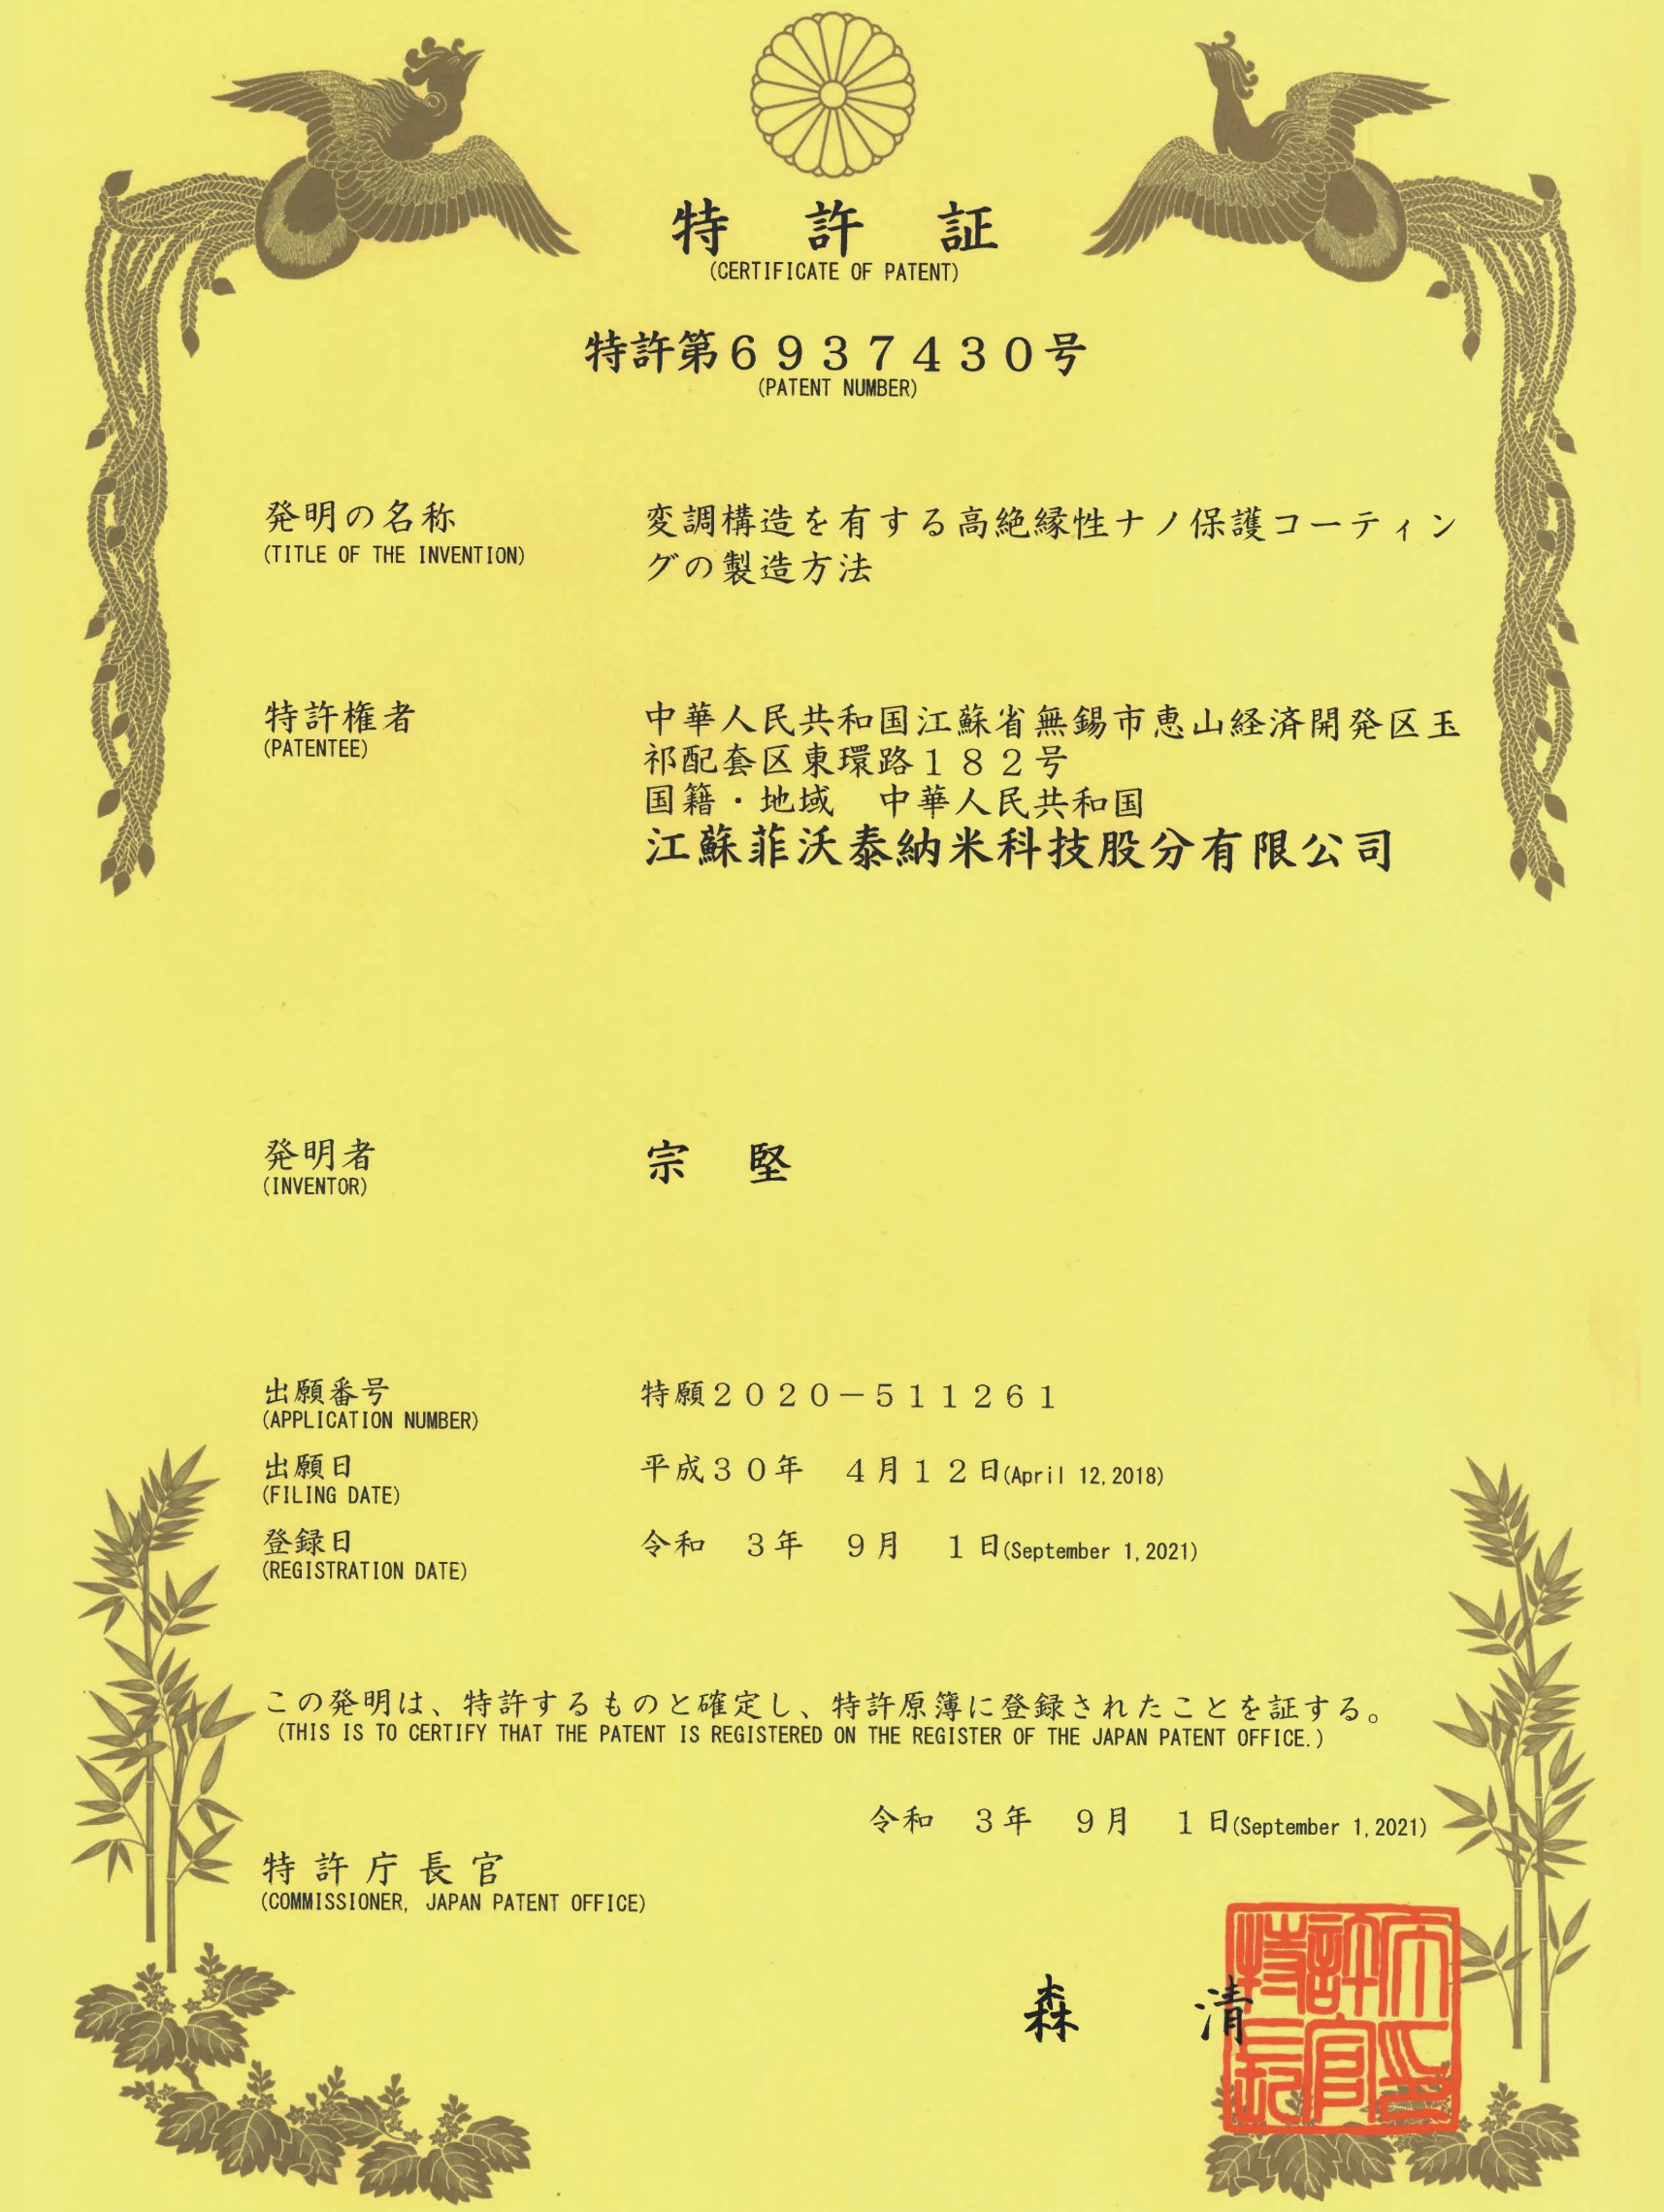 特許証
(CERTIFICATE OF PATENT)
特許第6937430号
(PATENT NUMBER)
発明の名称
(TITLE OF THE INVENTION)
変調構造を有する高絶縁性ナノ保護コーティン
グの製造方法
特許権者
(PATENTEE)
中華人民共和国江蘇省無錫市恵山経済開発区玉
祁配套区東環路182号
国籍・地域　中華人民共和国
江蘇菲沃泰納米科技股分有限公司
発明者
(INVENTOR)
宗　堅
出願番号
(APPLICATION NUMBER)
特願2020-511261
出願日
(FILING DATE)
平成30年　4月12日(April 12,2018)
登録日
(REGISTRATION DATE)
令和　3年　9月　1日(September 1,2021)
この発明は、特許するものと確定し、特許原簿に登録されたことを証する。
(THIS IS TO CERTIFY THAT THE PATENT IS REGISTERED ON THE REGISTER OF THE JAPAN PATENT OFFICE.)
令和　3年　9月　1日(September 1,2021)
特許庁長官
(COMMISSIONER, JAPAN PATENT OFFICE)
森　清